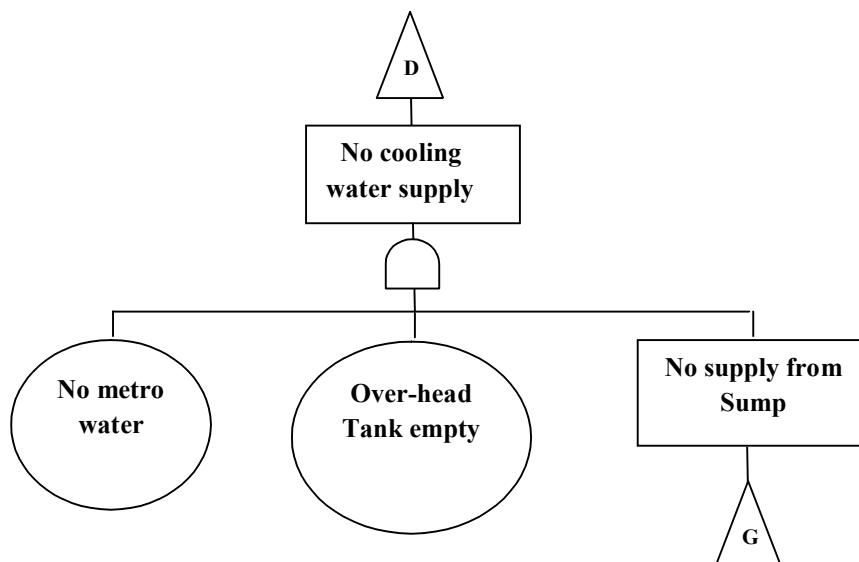 D
No cooling
water supply
No metro
water
Over-head
Tank empty
No supply from
Sump
G